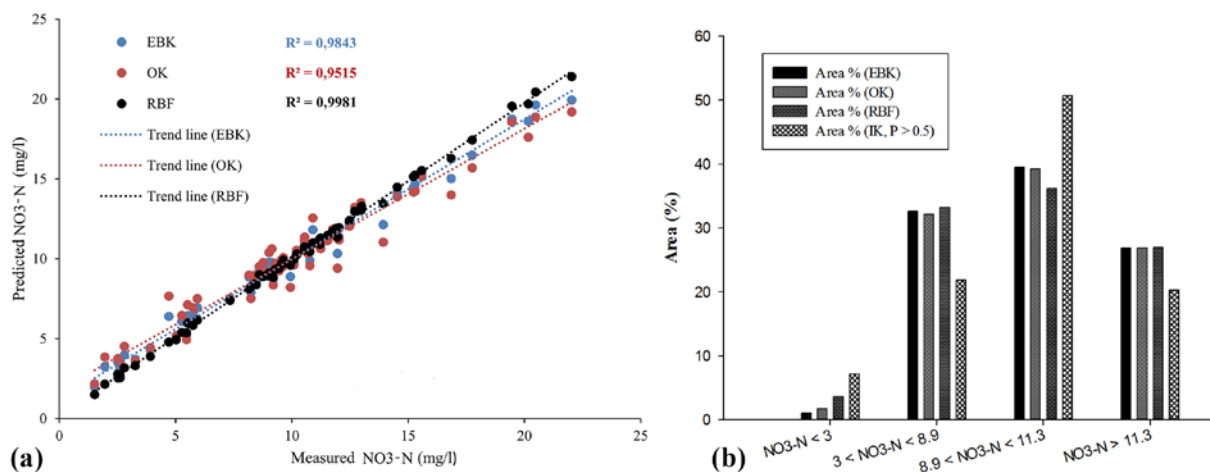 25
20
15
10
5
0
Predicted NO3-N (mg/l)
EBK R² = 0,9843
OK R² = 0,9515
RBF R² = 0,9981
Trend line (EBK)
Trend line (OK)
Trend line (RBF)
0 5 10 15 20 25
(a) Measured NO3-N (mg/l)
60
50
40
30
20
10
0
Area (%)
Area % (EBK)
Area % (OK)
Area % (RBF)
Area % (IK, P > 0.5)
NO3-N < 3
3 < NO3-N < 8.9
8.9 < NO3-N < 11.3
NO3-N > 11.3
(b)